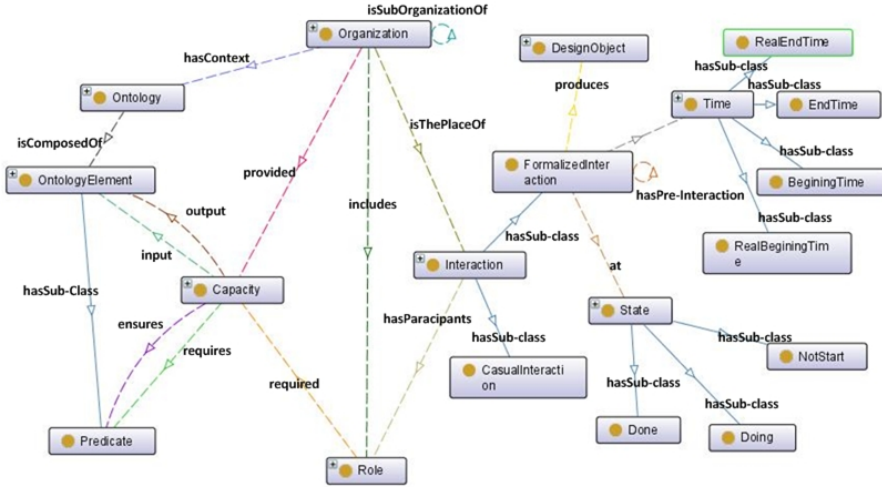 isSubOrganizationOf
Organization
DesignObject
RealEndTime
hasContext
hasSub-class
produces
hasSub-class
Ontology
Time
EndTime
isThePlaceOf
isComposedOf
hasSub-class
OntologyElement
provided
FormalizedInter
action
BeginingTime
hasPre-Interaction
output
includes
hasSub-class
hasSub-class
input
RealBeginingTim
e
Interaction
at
hasSub-Class
Capacity
State
ensures
hasParacipants
requires
hasSub-class
hasSub-class
NotStart
required
CasualInteracti
on
hasSub-class
hasSub-class
Predicate
Done
Doing
Role